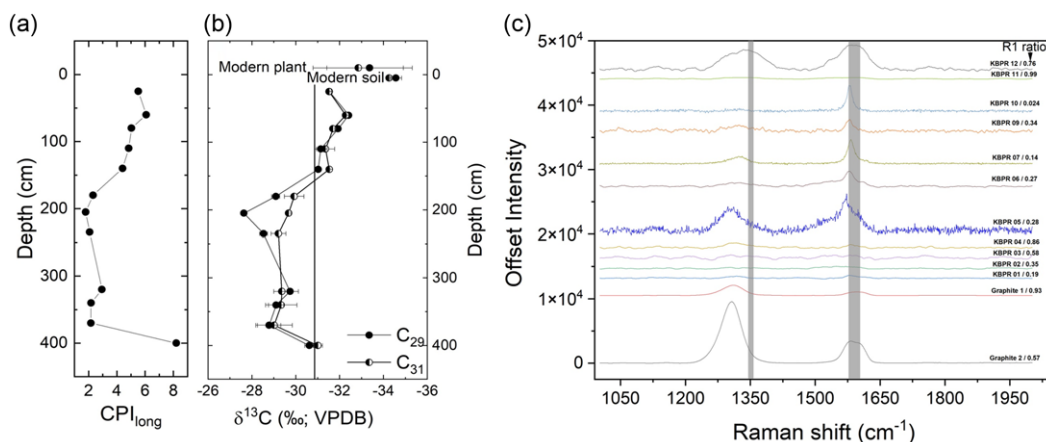 (a)
(b)
(c)
0
100
200
300
400
Depth (cm)
2 4 6 8
CPIlong
Modern plant
Modern soil
C29
C31
-26 -28 -30 -32 -34 -36
δ13C (‰; VPDB)
0
100
200
300
400
Depth (cm)
5×10^4
4×10^4
3×10^4
2×10^4
1×10^4
0
Offset Intensity
R1 ratio
KBPR 12 / 0.76
KBPR 11 / 0.99
KBPR 10 / 0.024
KBPR 09 / 0.34
KBPR 07 / 0.14
KBPR 06 / 0.27
KBPR 05 / 0.28
KBPR 04 / 0.86
KBPR 03 / 0.58
KBPR 02 / 0.35
KBPR 01 / 0.19
Graphite 1 / 0.93
Graphite 2 / 0.57
1050 1350 1650 1950
Raman shift (cm-1)